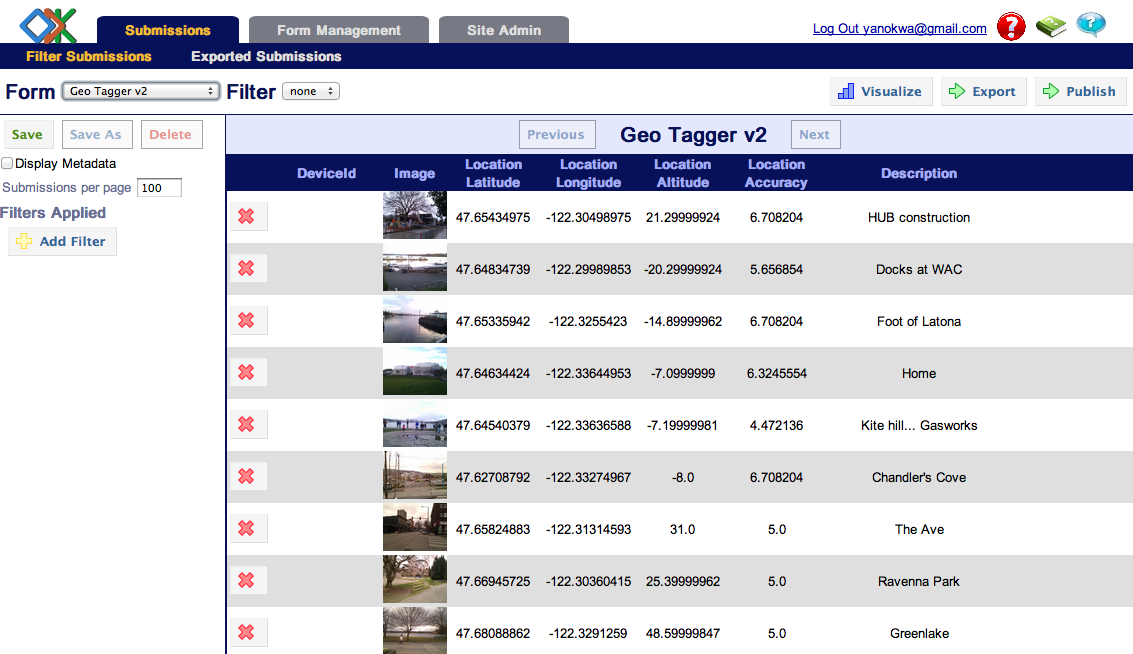 Submissions Form Management Site Admin Log Out yanokwa@gmail.com
Filter Submissions Exported Submissions
Form Geo Tagger v2 Filter none Visualize Export Publish
Save Save As Delete Previous Geo Tagger v2 Next
Display Metadata
Submissions per page 100
Filters Applied
Add Filter
DeviceId Image Location Latitude Location Longitude Location Altitude Location Accuracy Description
47.65434975 -122.30498975 21.29999924 6.708204 HUB construction
47.64834739 -122.29989853 -20.29999924 5.656854 Docks at WAC
47.65335942 -122.3255423 -14.89999962 6.708204 Foot of Latona
47.64634424 -122.33644953 -7.0999999 6.3245554 Home
47.64540379 -122.33636588 -7.19999981 4.472136 Kite hill... Gasworks
47.62708792 -122.33274967 -8.0 6.708204 Chandler's Cove
47.65824883 -122.31314593 31.0 5.0 The Ave
47.66945725 -122.30360415 25.39999962 5.0 Ravenna Park
47.68088862 -122.3291259 48.59999847 5.0 Greenlake